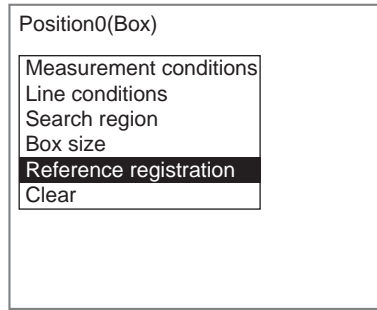 Position0(Box)
Measurement conditions
Line conditions
Search region
Box size
Reference registration
Clear